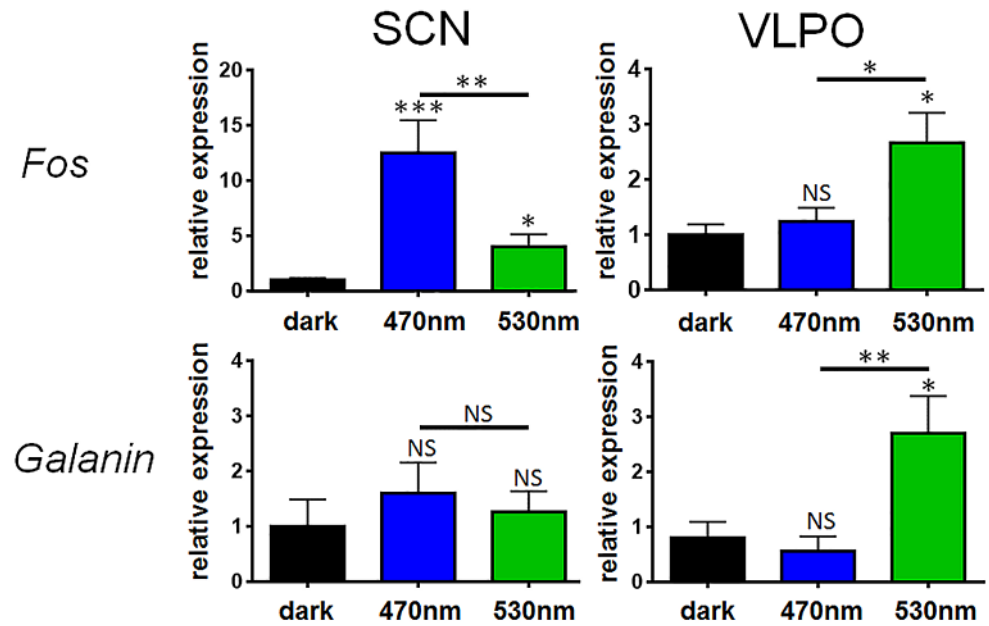 SCN
VLPO
Fos
relative expression
20
15
10
5
0
***
**
*
dark
470nm
530nm
relative expression
4
3
2
1
0
NS
*
*
dark
470nm
530nm
Galanin
relative expression
4
3
2
1
0
NS
NS
NS
dark
470nm
530nm
relative expression
4
3
2
1
0
NS
**
*
dark
470nm
530nm